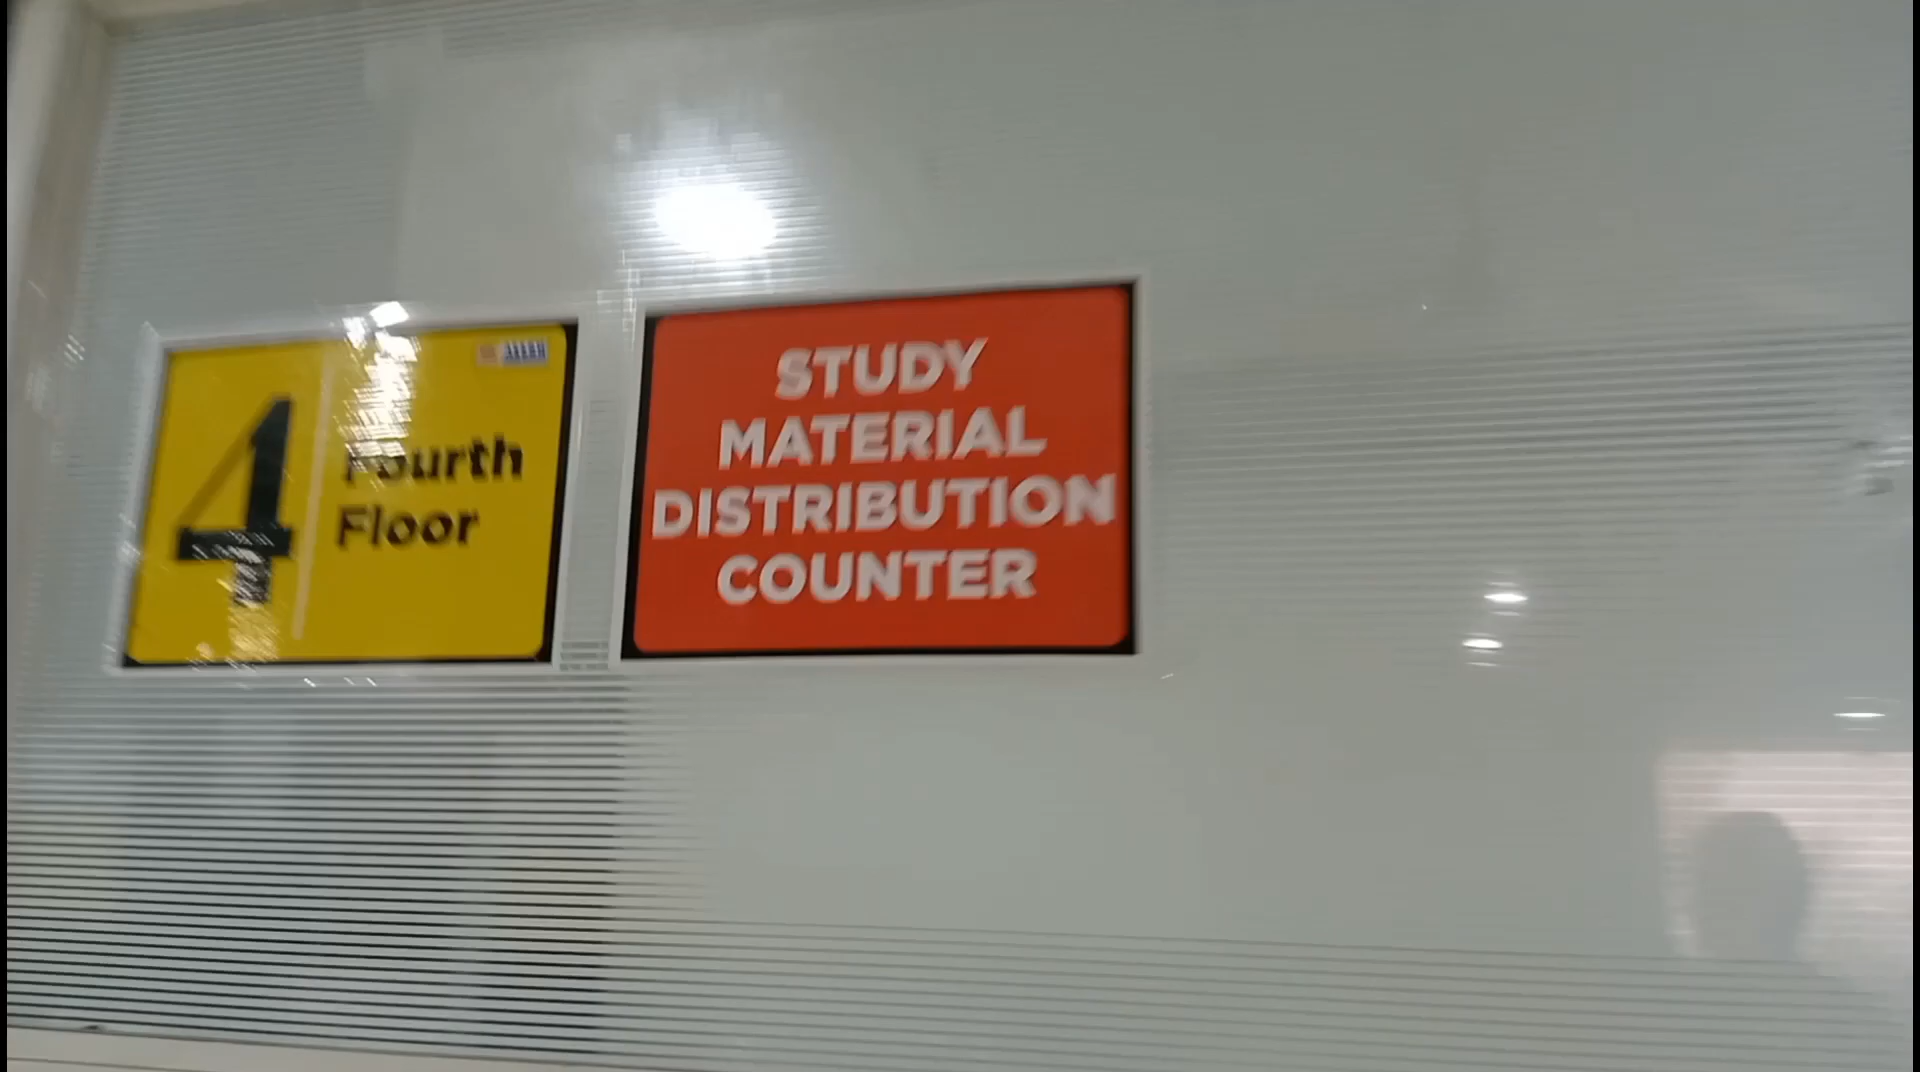 ALLEN
4
Fourth
Floor
STUDY
MATERIAL
DISTRIBUTION
COUNTER